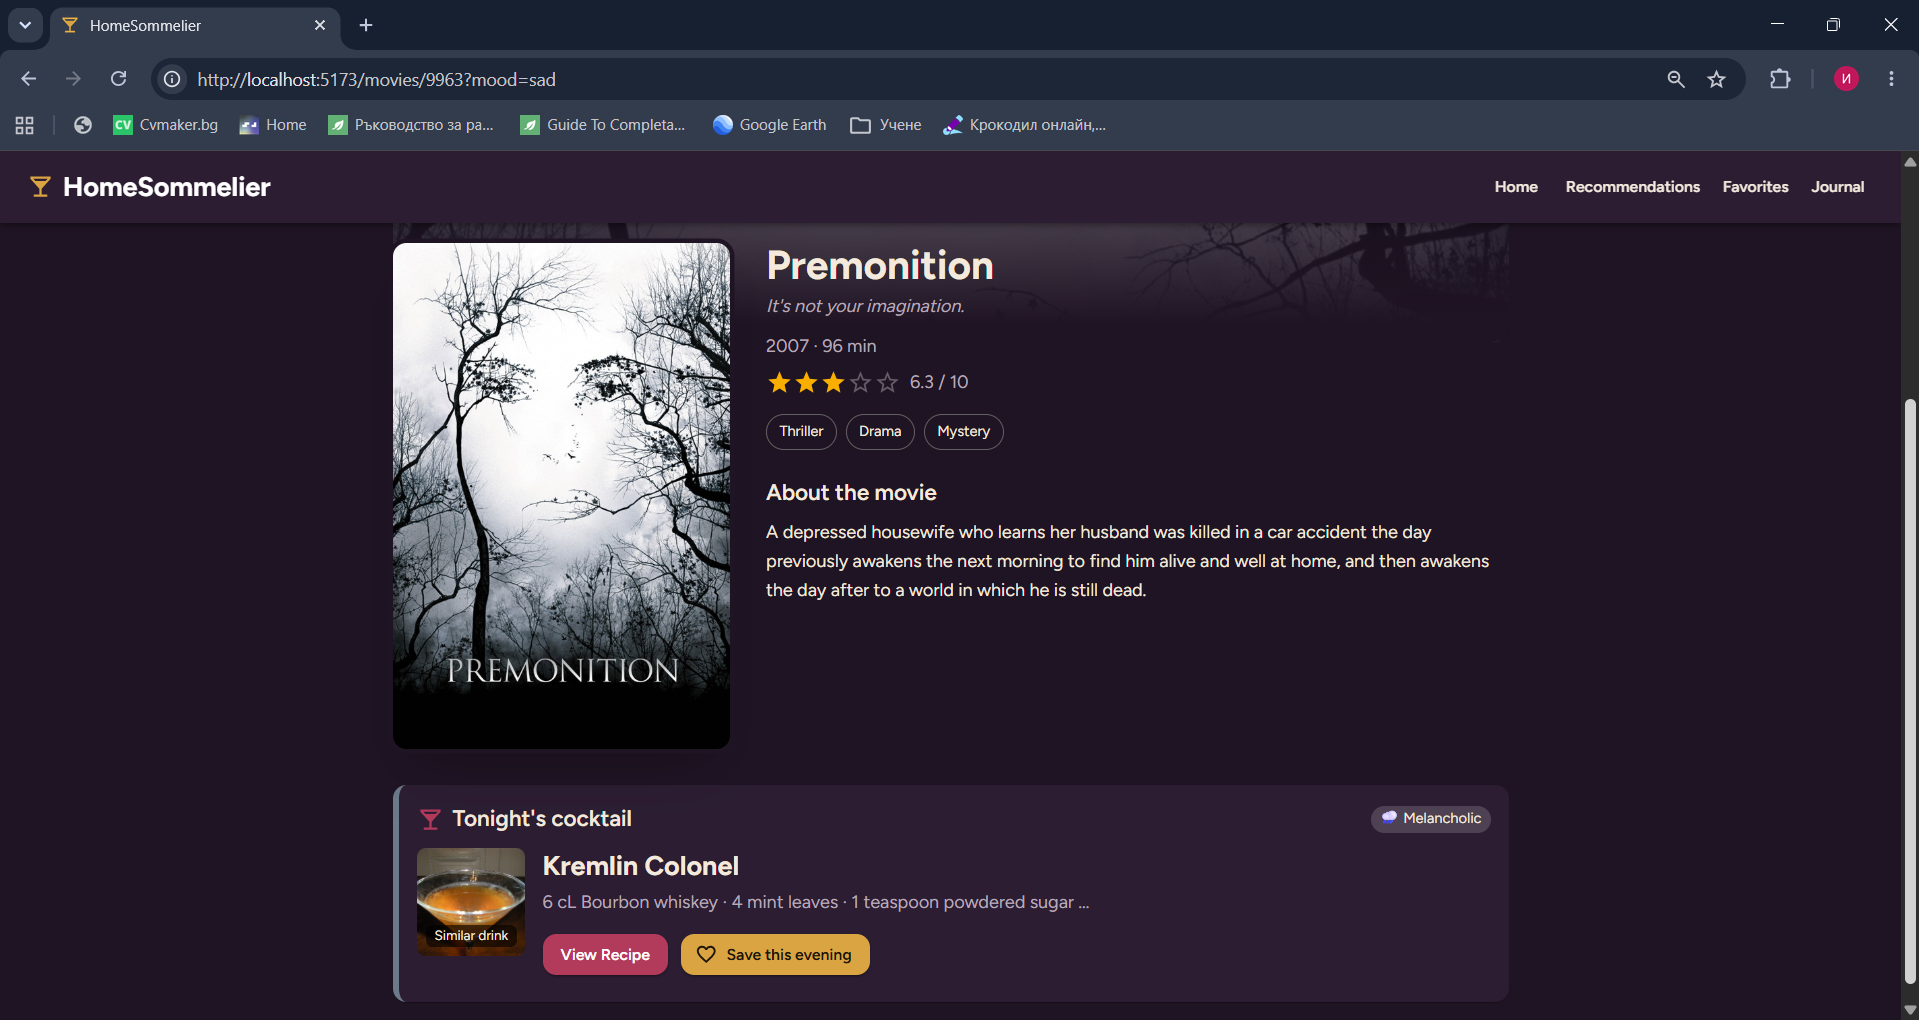 HomeSommelier
http://localhost:5173/movies/9963?mood=sad
И
Cvmaker.bg
Home
Ръководство за ра...
Guide To Completa...
Google Earth
Учене
Крокодил онлайн,...
HomeSommelier
Home
Recommendations
Favorites
Journal
Premonition
It's not your imagination.
2007 · 96 min
6.3 / 10
Thriller
Drama
Mystery
About the movie
A depressed housewife who learns her husband was killed in a car accident the day
previously awakens the next morning to find him alive and well at home, and then awakens
the day after to a world in which he is still dead.
PREMONITION
Tonight's cocktail
Melancholic
Kremlin Colonel
6 cL Bourbon whiskey · 4 mint leaves · 1 teaspoon powdered sugar ...
Similar drink
View Recipe
Save this evening